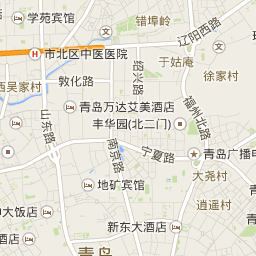 学苑宾馆
错埠岭
辽阳西路
市北区中医医院
绍兴路
于姑庵
敦化路
徐家村
西吴家村
青岛万达艾美酒店
福州北路
丰华园(北二门)
山东路
南京路
宁夏路
青岛广播电
地矿宾馆
大尧村
逍遥村
中大饭店
新东大酒店
青岛